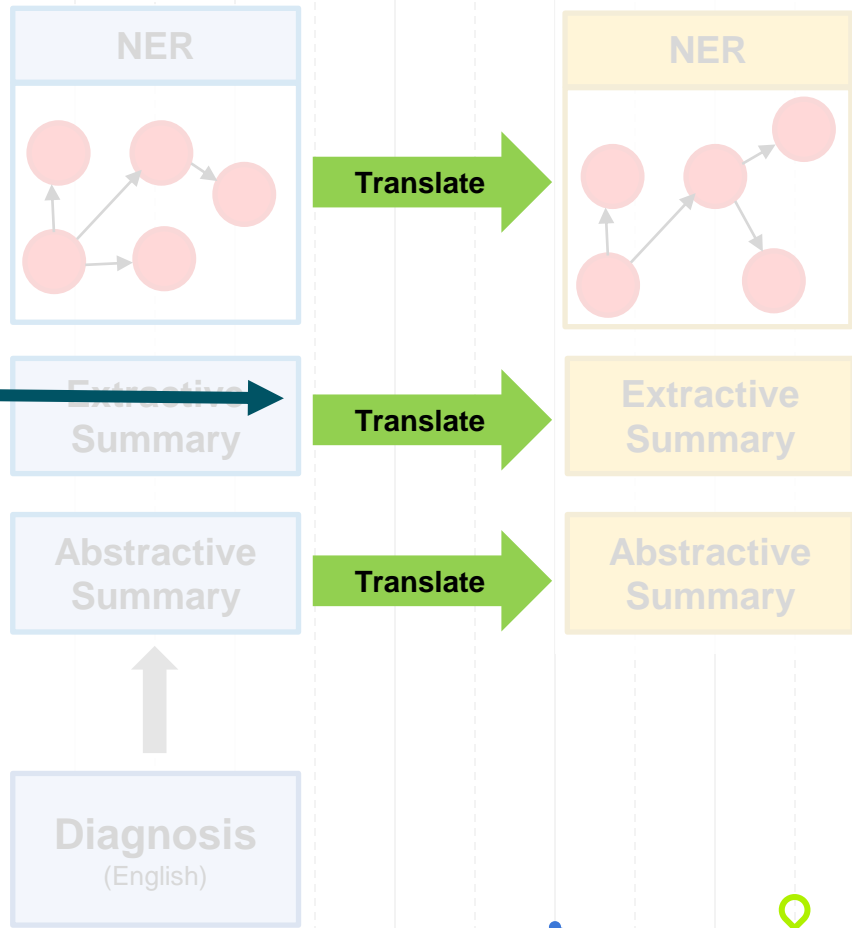 NER
NER
Translate
Extractive
Summary
Translate
Extractive
Summary
Abstractive
Summary
Translate
Abstractive
Summary
Diagnosis
(English)